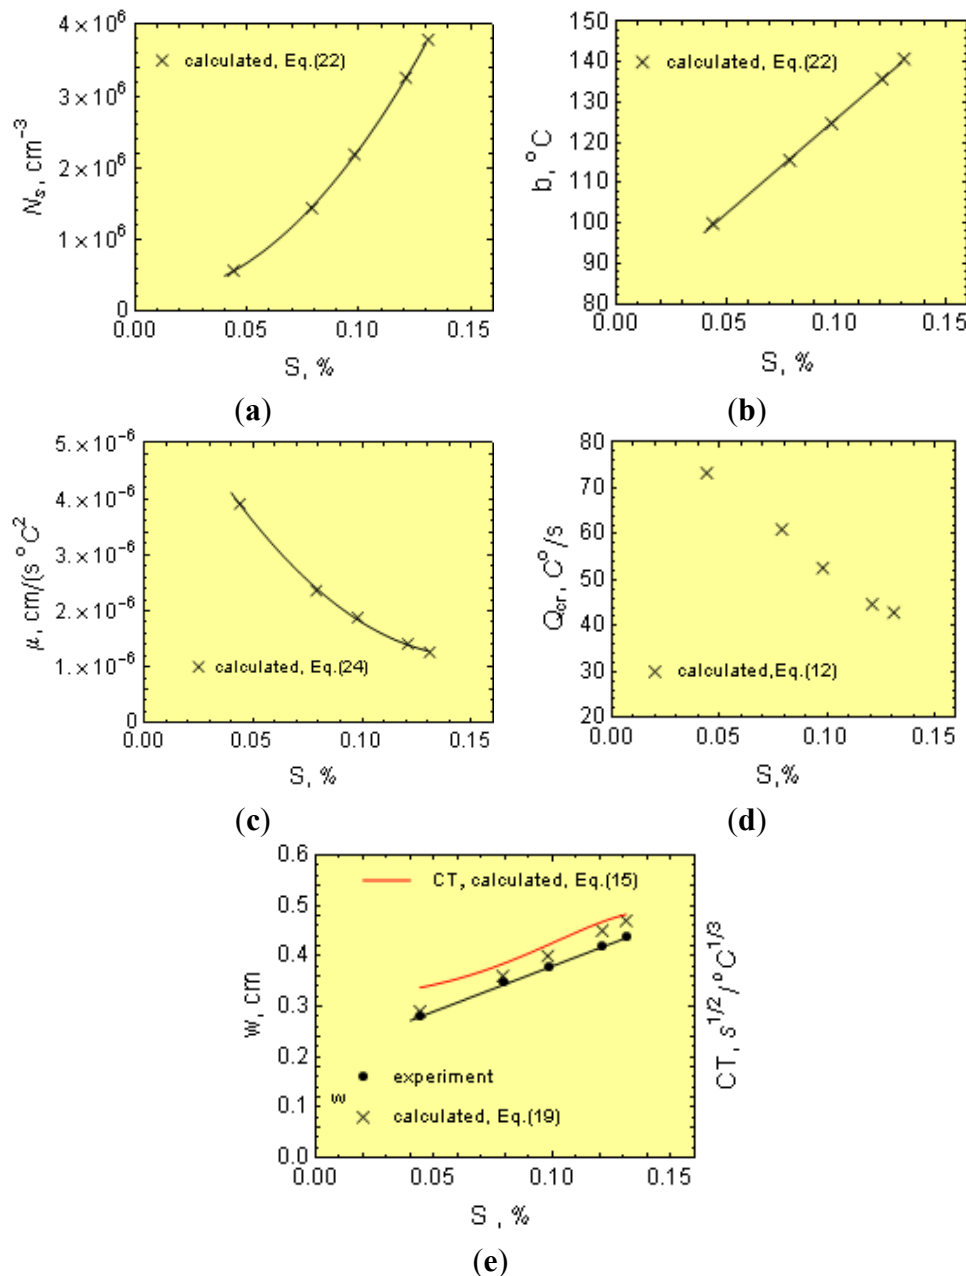 4 × 10⁶
3 × 10⁶
2 × 10⁶
1 × 10⁶
0
0.00 0.05 0.10 0.15
N_s, cm⁻³
S, %
× calculated, Eq.(22)
(a)
150
140
130
120
110
100
90
80
0.00 0.05 0.10 0.15
b, °C
S, %
× calculated, Eq.(22)
(b)
5 × 10⁻⁶
4 × 10⁻⁶
3 × 10⁻⁶
2 × 10⁻⁶
1 × 10⁻⁶
0
0.00 0.05 0.10 0.15
μ, cm/(s °C²
S, %
× calculated, Eq.(24)
(c)
80
70
60
50
40
30
20
0.00 0.05 0.10 0.15
Q_cr, C°/s
S,%
× calculated,Eq.(12)
(d)
0.6
0.5
0.4
0.3
0.2
0.1
0.0
0.00 0.05 0.10 0.15
w, cm
CT, s^1/2/°C^1/3
CT, calculated, Eq.(15)
experiment
w
× calculated, Eq.(19)
S , %
(e)